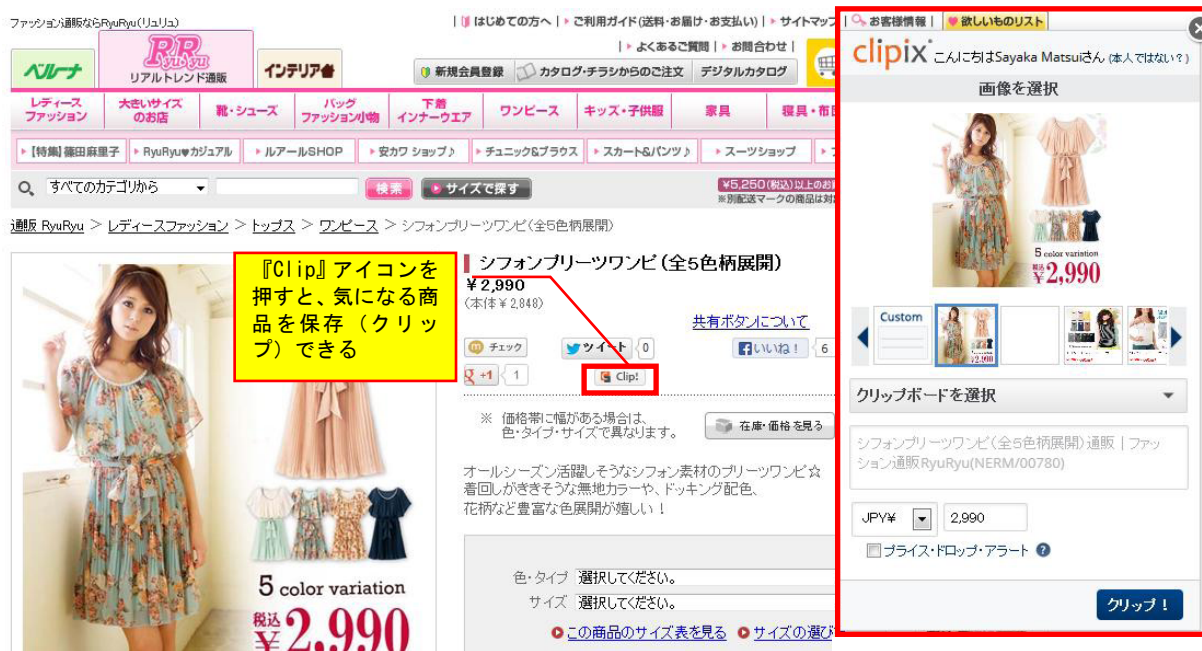 ファッション通販ならRyuRyu(リュリュ)
はじめての方へ
ご利用ガイド(送料・お届け・お支払い)
サイトマップ
よくあるご質問
お問合わせ
ベルーナ
RR
RyuRyu
リアルトレンド通販
インテリア
新規会員登録
カタログ・チラシからのご注文
デジタルカタログ
レディース
ファッション
大きいサイズ
のお店
靴・シューズ
バッグ
ファッション小物
下着
インナーウエア
ワンピース
キッズ・子供服
家具
寝具・布団
【特集】篠田麻里子
RyuRyu♥カジュアル
ルアールSHOP
安カワ ショップ♪
チュニック&ブラウス
スカート&パンツ♪
スーツショップ
すべてのカテゴリから
検索
サイズで探す
¥5,250(税込)以上のお買
※別配送マークの商品は対象
通販 RyuRyu > レディースファッション > トップス > ワンピース > シフォンプリーツワンピ(全5色柄展開)
『Clip』アイコンを
押すと、気になる商
品を保存(クリッ
プ)できる
シフォンプリーツワンピ(全5色柄展開)
¥2,990
(本体¥2,848)
共有ボタンについて
チェック
ツイート
0
いいね!
6
+1
1
Clip!
※ 価格帯に幅がある場合は、
色・タイプ・サイズで異なります。
在庫・価格を見る
オールシーズン活躍しそうなシフォン素材のプリーツワンピ☆
着回しがききそうな無地カラーや、ドッキング配色、
花柄など豊富な色展開が嬉しい!
色・タイプ 選択してください。
サイズ 選択してください。
この商品のサイズ表を見る
サイズの選び
5 color variation
税込
¥2,990
お客様情報
欲しいものリスト
clipix こんにちはSayaka Matsuiさん (本人ではない?)
画像を選択
5 color variation
税込
¥2,990
Custom
クリップボードを選択
シフォンプリーツワンピ(全5色柄展開)通販|ファッ
ション通販RyuRyu(NERM/00780)
JPY¥
2,990
プライス・ドロップ・アラート
クリップ!